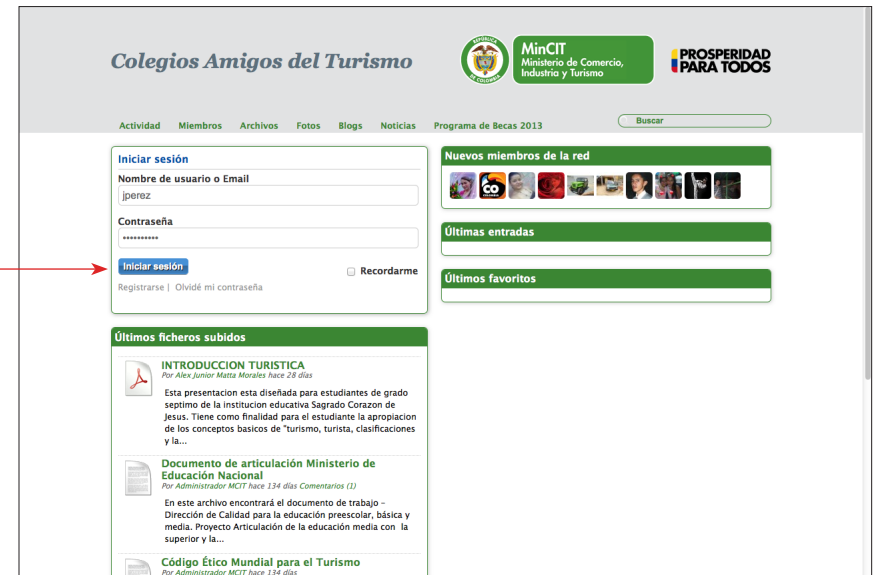 Colegios Amigos del Turismo
REPÚBLICA
DE COLOMBIA
MinCIT
Ministerio de Comercio,
Industria y Turismo
PROSPERIDAD
PARA TODOS
Actividad Miembros Archivos Fotos Blogs Noticias Programa de Becas 2013
Buscar
Iniciar sesión
Nombre de usuario o Email
jperez
Contraseña
••••••••••
Iniciar sesión
Recordarme
Registrarse | Olvidé mi contraseña
Nuevos miembros de la red
co
Últimas entradas
Últimos favoritos
Últimos ficheros subidos
INTRODUCCION TURISTICA
Por Alex Junior Matta Morales hace 28 días
Esta presentacion esta diseñada para estudiantes de grado
septimo de la institucion educativa Sagrado Corazon de
Jesus. Tiene como finalidad para el estudiante la apropiacion
de los conceptos basicos de "turismo, turista, clasificaciones
y la...
Documento de articulación Ministerio de
Educación Nacional
Por Administrador MCIT hace 134 días Comentarios (1)
En este archivo encontrará el documento de trabajo –
Dirección de Calidad para la educación preescolar, básica y
media. Proyecto Articulación de la educación media con la
superior y la...
Código Ético Mundial para el Turismo
Por Administrador MCIT hace 134 días